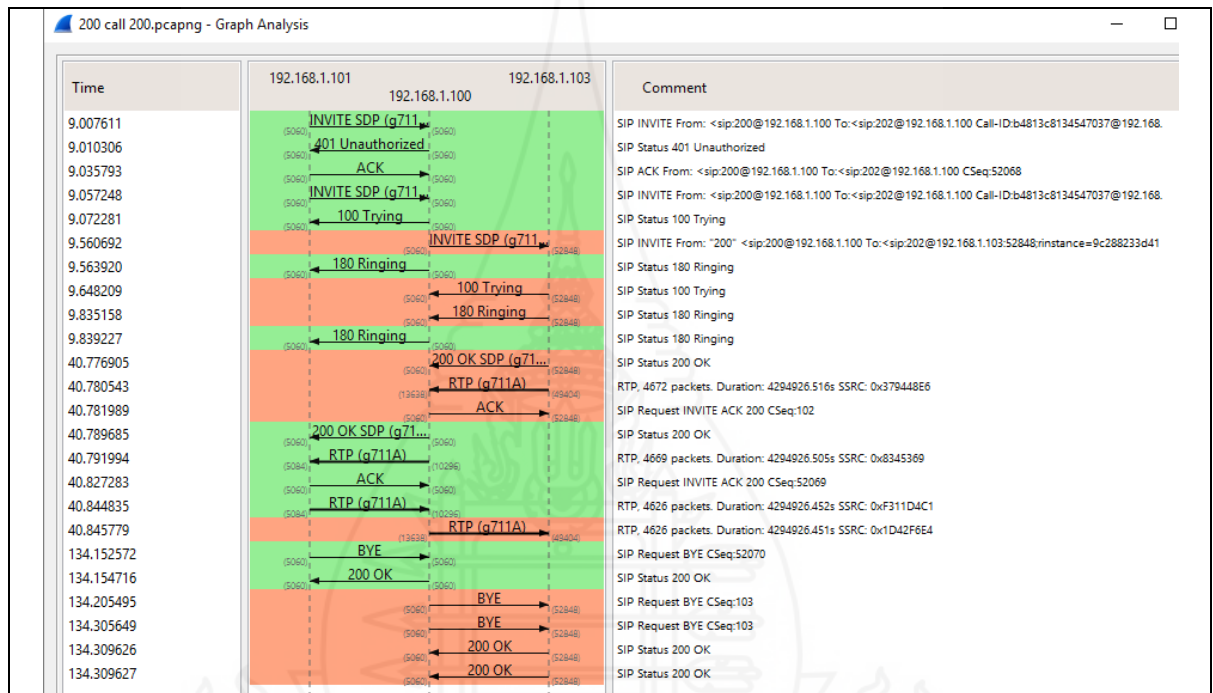 200 call 200.pcapng - Graph Analysis
Time 192.168.1.101 192.168.1.100 192.168.1.103 Comment
9.007611 (5060) INVITE SDP (g711... (5060) SIP INVITE From: <sip:200@192.168.1.100 To:<sip:202@192.168.1.100 Call-ID:b4813c8134547037@192.168.
9.010306 (5060) 401 Unauthorized (5060) SIP Status 401 Unauthorized
9.035793 (5060) ACK (5060) SIP ACK From: <sip:200@192.168.1.100 To:<sip:202@192.168.1.100 CSeq:52068
9.057248 (5060) INVITE SDP (g711... (5060) SIP INVITE From: <sip:200@192.168.1.100 To:<sip:202@192.168.1.100 Call-ID:b4813c8134547037@192.168.
9.072281 (5060) 100 Trying (5060) SIP Status 100 Trying
9.560692 (5060) INVITE SDP (g711... (52848) SIP INVITE From: "200" <sip:200@192.168.1.100 To:<sip:202@192.168.1.103:52848;rinstance=9c288233d41
9.563920 (5060) 180 Ringing (5060) SIP Status 180 Ringing
9.648209 (5060) 100 Trying (52848) SIP Status 100 Trying
9.835158 (5060) 180 Ringing (52848) SIP Status 180 Ringing
9.839227 (5060) 180 Ringing (5060) SIP Status 180 Ringing
40.776905 (5060) 200 OK SDP (g71... (52848) SIP Status 200 OK
40.780543 (13638) RTP (g711A) (49404) RTP, 4672 packets. Duration: 4294926.516s SSRC: 0x379448E6
40.781989 (5060) ACK (52848) SIP Request INVITE ACK 200 CSeq:102
40.789685 (5060) 200 OK SDP (g71... (5060) SIP Status 200 OK
40.791994 (5084) RTP (g711A) (10296) RTP, 4669 packets. Duration: 4294926.505s SSRC: 0x8345369
40.827283 (5060) ACK (5060) SIP Request INVITE ACK 200 CSeq:52069
40.844835 (5084) RTP (g711A) (10296) RTP, 4626 packets. Duration: 4294926.452s SSRC: 0xF311D4C1
40.845779 (13638) RTP (g711A) (49404) RTP, 4626 packets. Duration: 4294926.451s SSRC: 0x1D42F6E4
134.152572 (5060) BYE (5060) SIP Request BYE CSeq:52070
134.154716 (5060) 200 OK (5060) SIP Status 200 OK
134.205495 (5060) BYE (52848) SIP Request BYE CSeq:103
134.305649 (5060) BYE (52848) SIP Request BYE CSeq:103
134.309626 (5060) 200 OK (52848) SIP Status 200 OK
134.309627 (5060) 200 OK (52848) SIP Status 200 OK